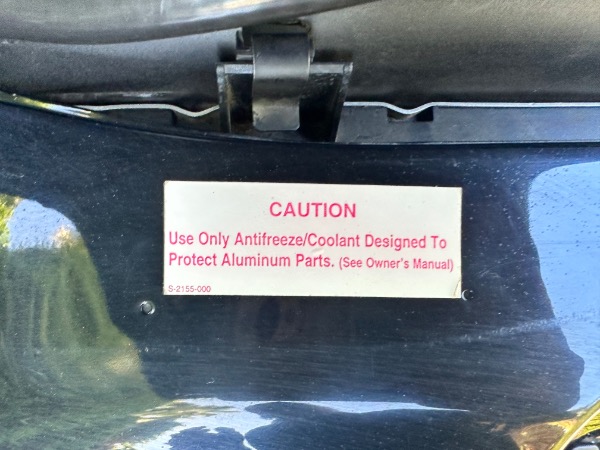 CAUTION
Use Only Antifreeze/Coolant Designed To
Protect Aluminum Parts. (See Owner's Manual)
S-2155-000